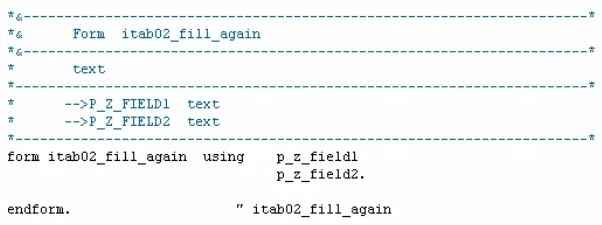 *&---------------------------------------------------------------------*
*&      Form  itab02_fill_again
*&---------------------------------------------------------------------*
*       text
*----------------------------------------------------------------------*
*      -->P_Z_FIELD1  text
*      -->P_Z_FIELD2  text
*----------------------------------------------------------------------*
form itab02_fill_again  using    p_z_field1
                                 p_z_field2.
endform.                    " itab02_fill_again